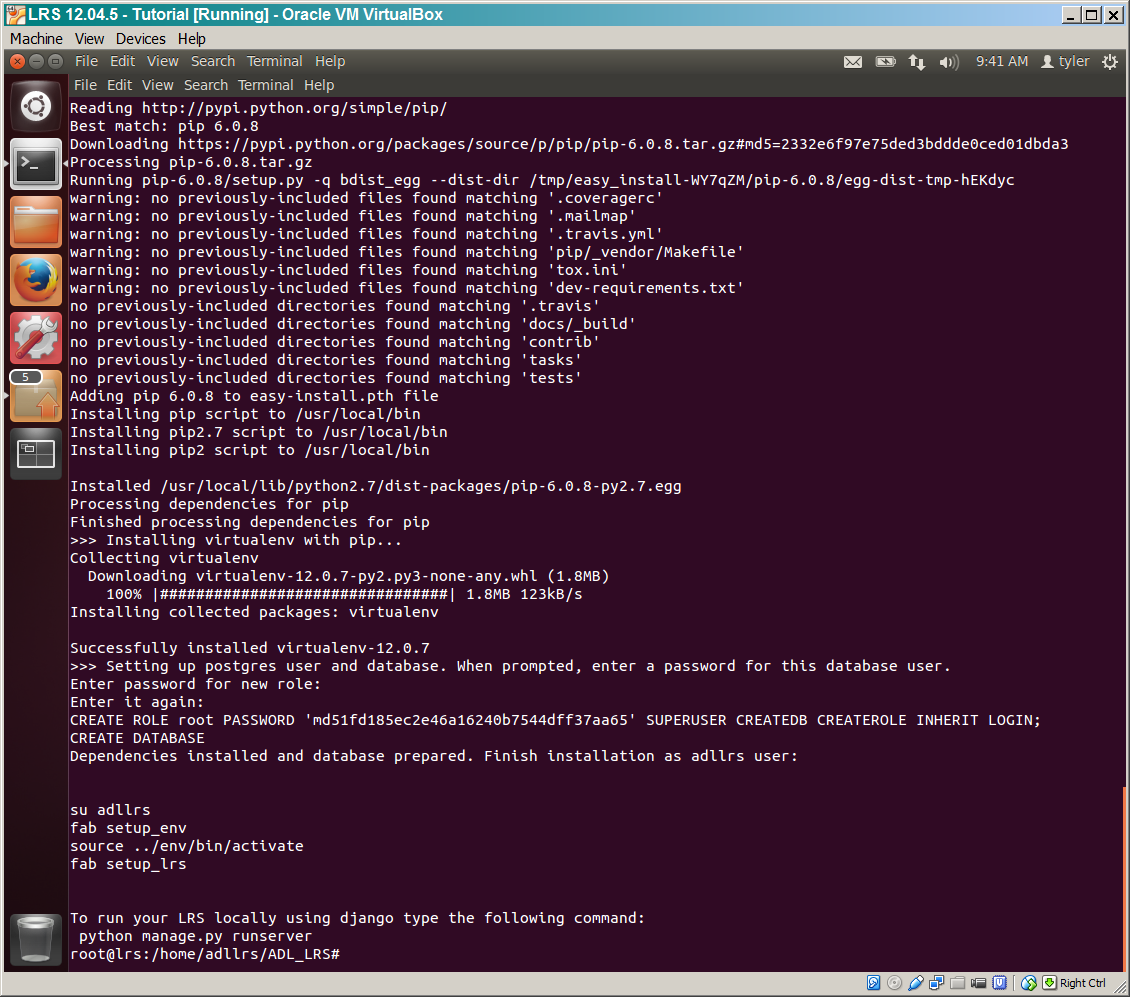 LRS 12.04.5 - Tutorial [Running] - Oracle VM VirtualBox
Machine View Devices Help
File Edit View Search Terminal Help 9:41 AM tyler
File Edit View Search Terminal Help
Reading http://pypi.python.org/simple/pip/
Best match: pip 6.0.8
Downloading https://pypi.python.org/packages/source/p/pip/pip-6.0.8.tar.gz#md5=2332e6f97e75ded3bddde0ced01dbda3
Processing pip-6.0.8.tar.gz
Running pip-6.0.8/setup.py -q bdist_egg --dist-dir /tmp/easy_install-WY7qZM/pip-6.0.8/egg-dist-tmp-hEKdyc
warning: no previously-included files found matching '.coveragerc'
warning: no previously-included files found matching '.mailmap'
warning: no previously-included files found matching '.travis.yml'
warning: no previously-included files found matching 'pip/_vendor/Makefile'
warning: no previously-included files found matching 'tox.ini'
warning: no previously-included files found matching 'dev-requirements.txt'
no previously-included directories found matching '.travis'
no previously-included directories found matching 'docs/_build'
no previously-included directories found matching 'contrib'
no previously-included directories found matching 'tasks'
no previously-included directories found matching 'tests'
Adding pip 6.0.8 to easy-install.pth file
Installing pip script to /usr/local/bin
Installing pip2.7 script to /usr/local/bin
Installing pip2 script to /usr/local/bin
Installed /usr/local/lib/python2.7/dist-packages/pip-6.0.8-py2.7.egg
Processing dependencies for pip
Finished processing dependencies for pip
>>> Installing virtualenv with pip...
Collecting virtualenv
Downloading virtualenv-12.0.7-py2.py3-none-any.whl (1.8MB)
100% |################################| 1.8MB 123kB/s
Installing collected packages: virtualenv
Successfully installed virtualenv-12.0.7
>>> Setting up postgres user and database. When prompted, enter a password for this database user.
Enter password for new role:
Enter it again:
CREATE ROLE root PASSWORD 'md51fd185ec2e46a16240b7544dff37aa65' SUPERUSER CREATEDB CREATEROLE INHERIT LOGIN;
CREATE DATABASE
Dependencies installed and database prepared. Finish installation as adllrs user:
su adllrs
fab setup_env
source ../env/bin/activate
fab setup_lrs
To run your LRS locally using django type the following command:
python manage.py runserver
root@lrs:/home/adllrs/ADL_LRS#
5
Right Ctrl